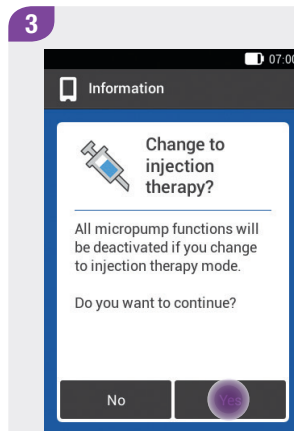 3
07:00
Information
Change to
injection
therapy?
All micropump functions will
be deactivated if you change
to injection therapy mode.
Do you want to continue?
No Yes